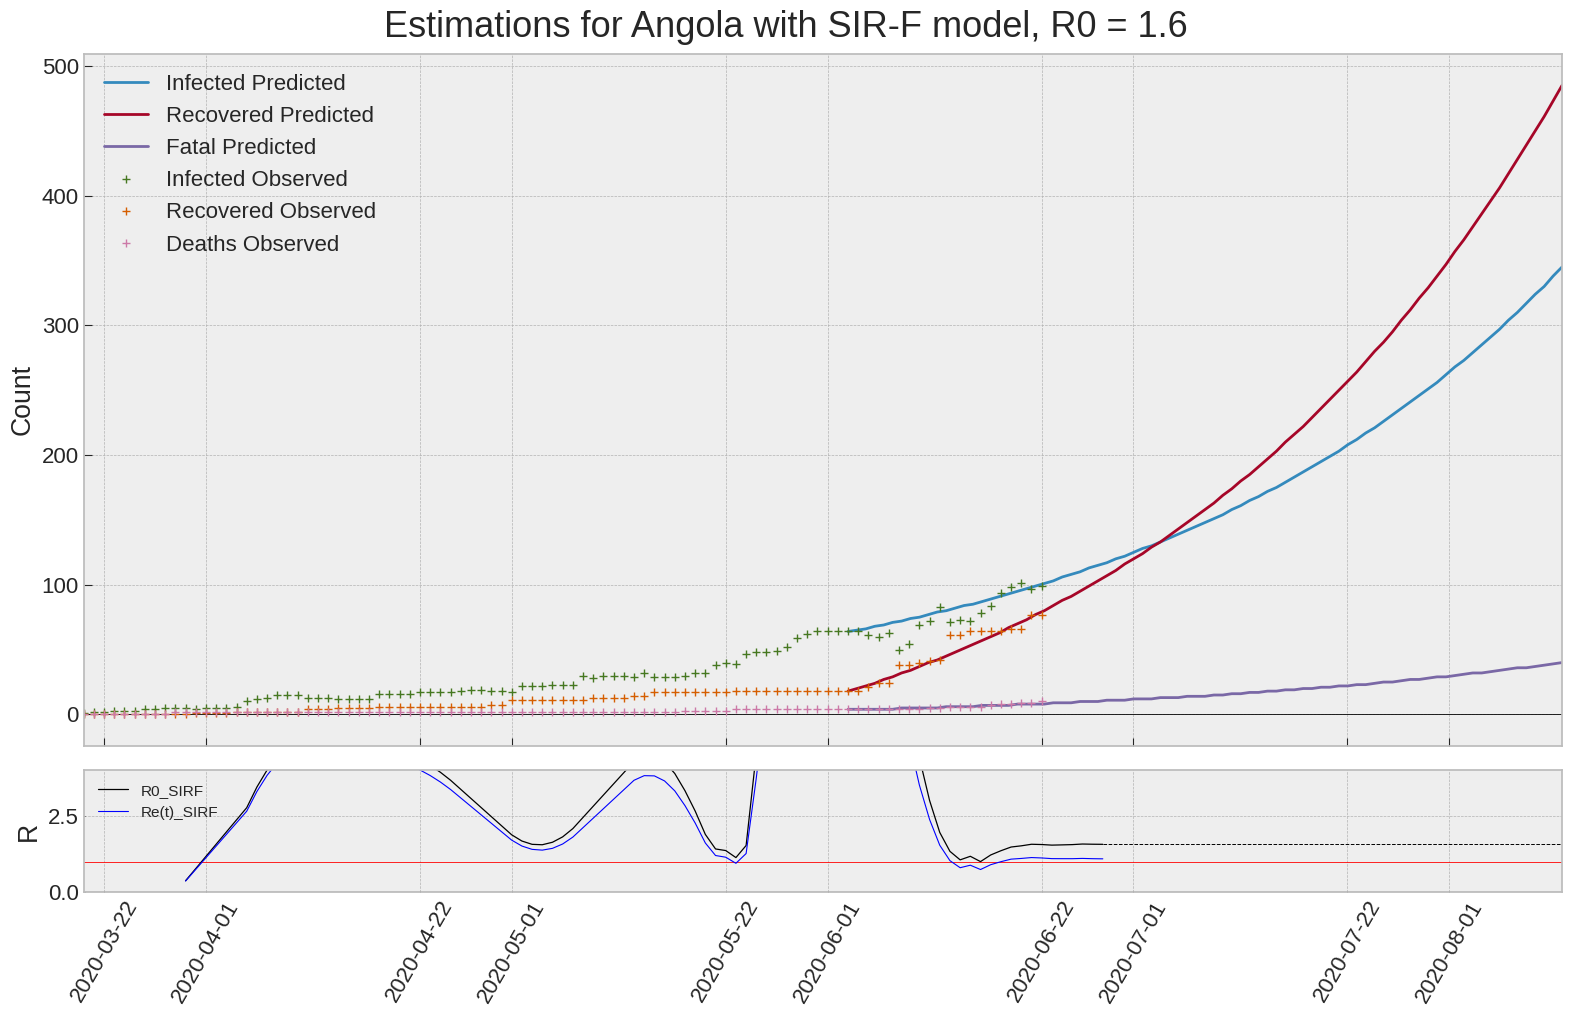 Estimations for Angola with SIR-F model, R0 = 1.6
500
400
300
200
100
0
Count
Infected Predicted
Recovered Predicted
Fatal Predicted
Infected Observed
Recovered Observed
Deaths Observed
R0_SIRF
Re(t)_SIRF
2.5
0.0
R
2020-03-22
2020-04-01
2020-04-22
2020-05-01
2020-05-22
2020-06-01
2020-06-22
2020-07-01
2020-07-22
2020-08-01